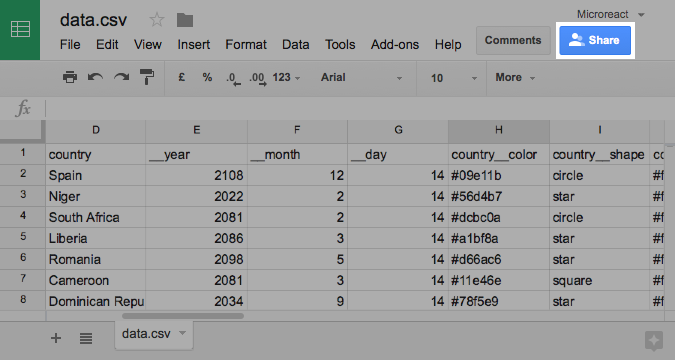 data.csv
Microreact
File Edit View Insert Format Data Tools Add-ons Help Comments Share
£ % .0 .00 123 Arial 10 More
fx
D E F G H I
1 country __year __month __day country__color country__shape co
2 Spain 2108 12 14 #09e11b circle #f
3 Niger 2022 2 14 #56d4b7 star #f
4 South Africa 2081 2 14 #dcbc0a circle #f
5 Liberia 2086 3 14 #a1bf8a star #f
6 Romania 2098 5 14 #d66ac6 star #f
7 Cameroon 2081 3 14 #11e46e square #f
8 Dominican Repu 2034 9 14 #78f5e9 star #f
data.csv